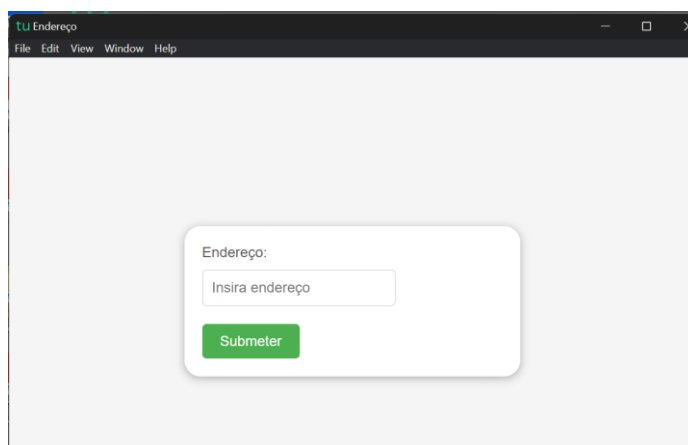 tu Endereço
File Edit View Window Help
Endereço:
Insira endereço
Submeter